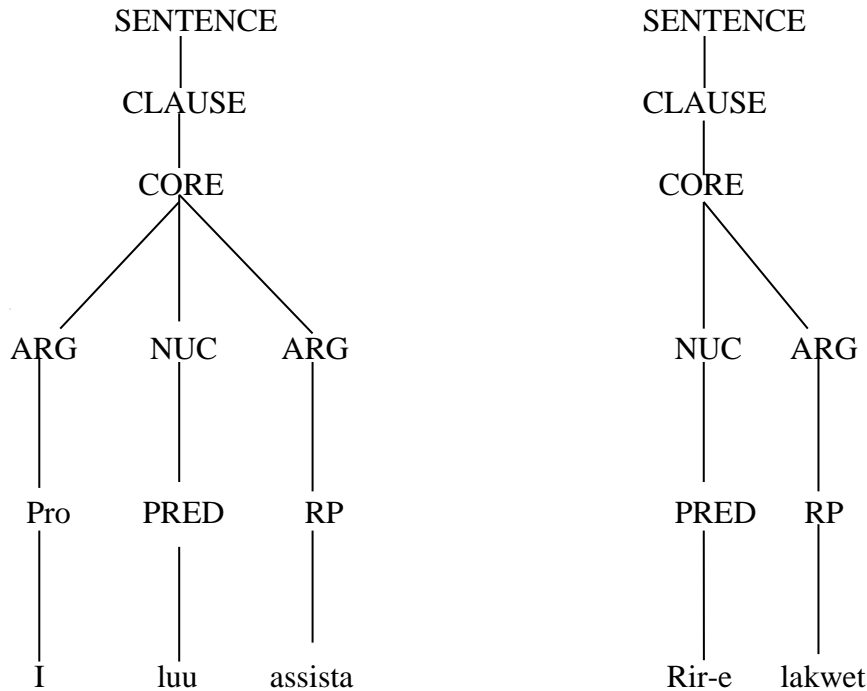 SENTENCE SENTENCE
CLAUSE CLAUSE
CORE CORE
ARG NUC ARG NUC ARG
Pro PRED RP PRED RP
I luu assista Rir-e lakwet